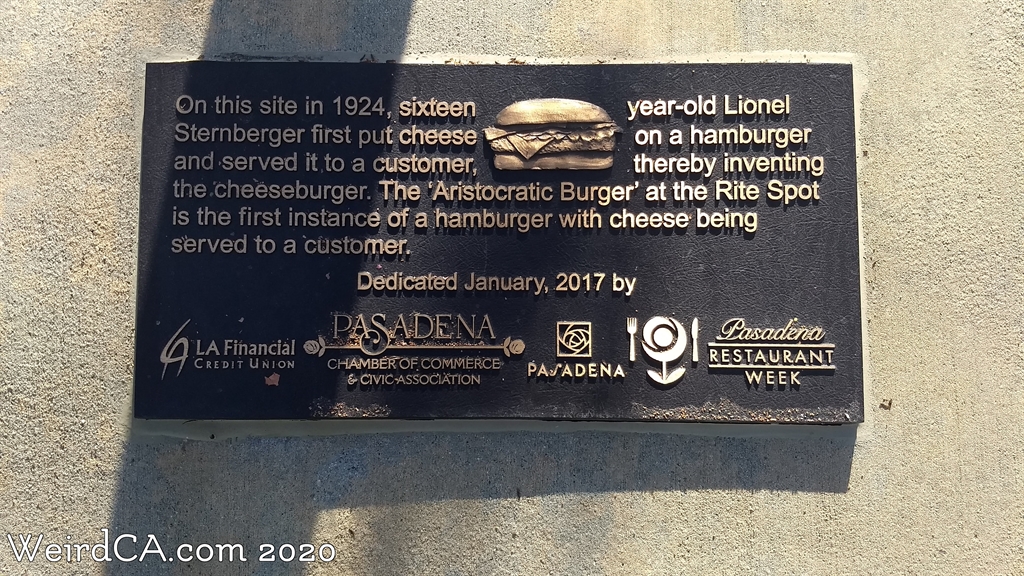 On this site in 1924, sixteen year-old Lionel
Sternberger first put cheese on a hamburger
and served it to a customer, thereby inventing
the cheeseburger. The ‘Aristocratic Burger’ at the Rite Spot
is the first instance of a hamburger with cheese being
served to a customer.
Dedicated January, 2017 by
LA Financial
CREDIT UNION
PASADENA
CHAMBER OF COMMERCE
& CIVIC ASSOCIATION
PASADENA
Pasadena
RESTAURANT
WEEK
WeirdCA.com 2020